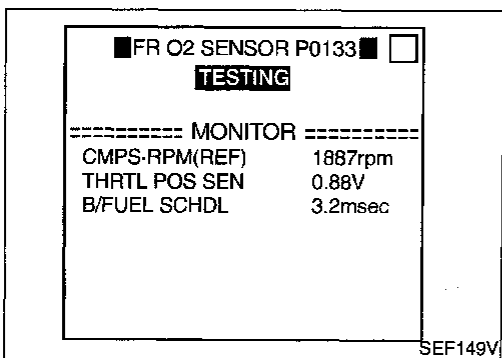 FR O2 SENSOR P0133
TESTING
========== MONITOR ==========
CMPS·RPM(REF) 1887rpm
THRTL POS SEN 0.88V
B/FUEL SCHDL 3.2msec
SEF149V